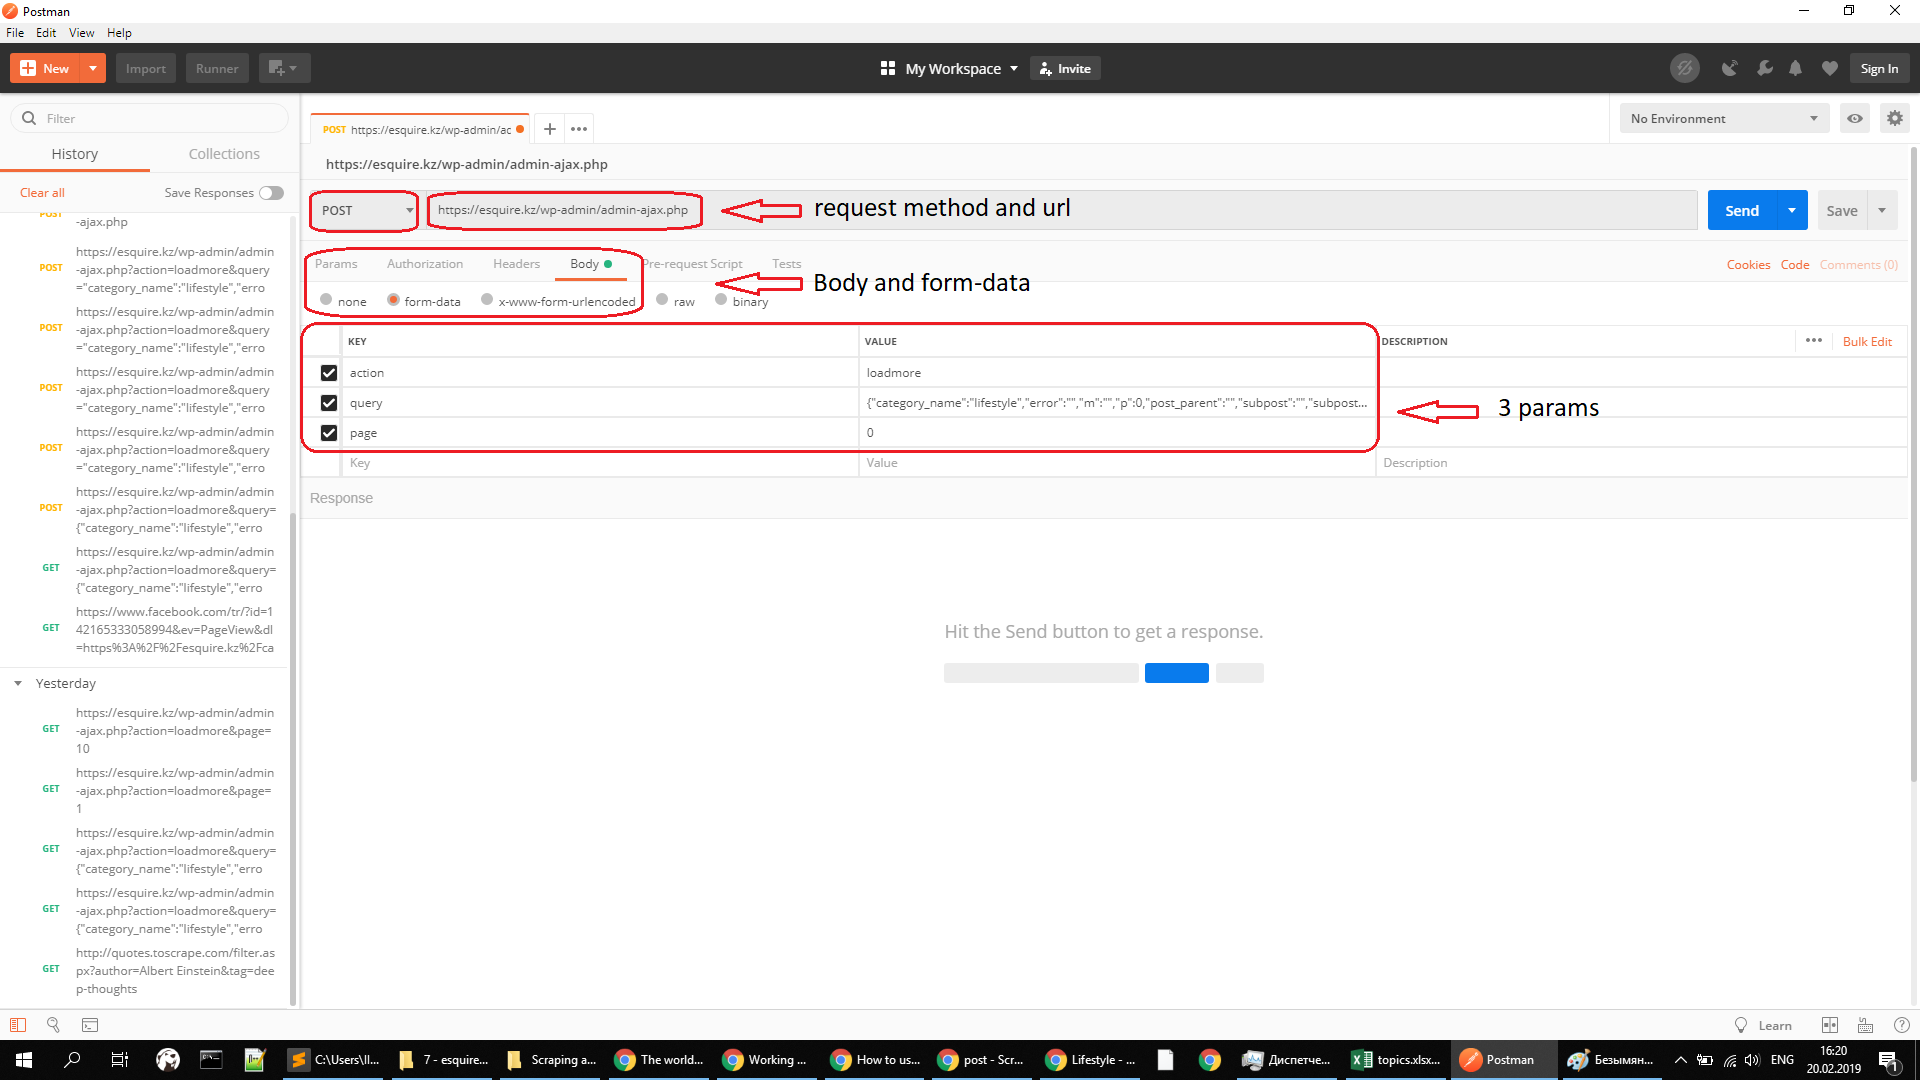 Postman
File Edit View Help
New Import Runner My Workspace Invite Sign In
Filter
History Collections
Clear all Save Responses
POST
-ajax.php
POST https://esquire.kz/wp-admin/admin
-ajax.php?action=loadmore&query
="category_name":"lifestyle","erro
POST https://esquire.kz/wp-admin/admin
-ajax.php?action=loadmore&query
="category_name":"lifestyle","erro
POST https://esquire.kz/wp-admin/admin
-ajax.php?action=loadmore&query
="category_name":"lifestyle","erro
POST https://esquire.kz/wp-admin/admin
-ajax.php?action=loadmore&query
="category_name":"lifestyle","erro
POST https://esquire.kz/wp-admin/admin
-ajax.php?action=loadmore&query=
{"category_name":"lifestyle","erro
GET https://esquire.kz/wp-admin/admin
-ajax.php?action=loadmore&query=
{"category_name":"lifestyle","erro
GET https://www.facebook.com/tr/?id=1
42165333058994&ev=PageView&dl
=https%3A%2F%2Fesquire.kz%2Fca
Yesterday
GET https://esquire.kz/wp-admin/admin
-ajax.php?action=loadmore&page=
10
GET https://esquire.kz/wp-admin/admin
-ajax.php?action=loadmore&page=
1
GET https://esquire.kz/wp-admin/admin
-ajax.php?action=loadmore&query=
{"category_name":"lifestyle","erro
GET https://esquire.kz/wp-admin/admin
-ajax.php?action=loadmore&query=
{"category_name":"lifestyle","erro
GET http://quotes.toscrape.com/filter.as
px?author=Albert Einstein&tag=dee
p-thoughts
POST https://esquire.kz/wp-admin/ac
No Environment
https://esquire.kz/wp-admin/admin-ajax.php
POST https://esquire.kz/wp-admin/admin-ajax.php request method and url Send Save
Params Authorization Headers Body Pre-request Script Tests Cookies Code Comments (0)
Body and form-data
none form-data x-www-form-urlencoded raw binary
KEY VALUE DESCRIPTION Bulk Edit
action loadmore
query {"category_name":"lifestyle","error":"","m":"","p":0,"post_parent":"","subpost":"","subpost...
3 params
page 0
Key Value Description
Response
Hit the Send button to get a response.
Learn
C:\Users\Il... 7 - esquire... Scraping a... The world... Working ... How to us... post - Scr... Lifestyle - ... Диспетче... topics.xlsx... Postman Безымян... ENG 16:20
20.02.2019 1